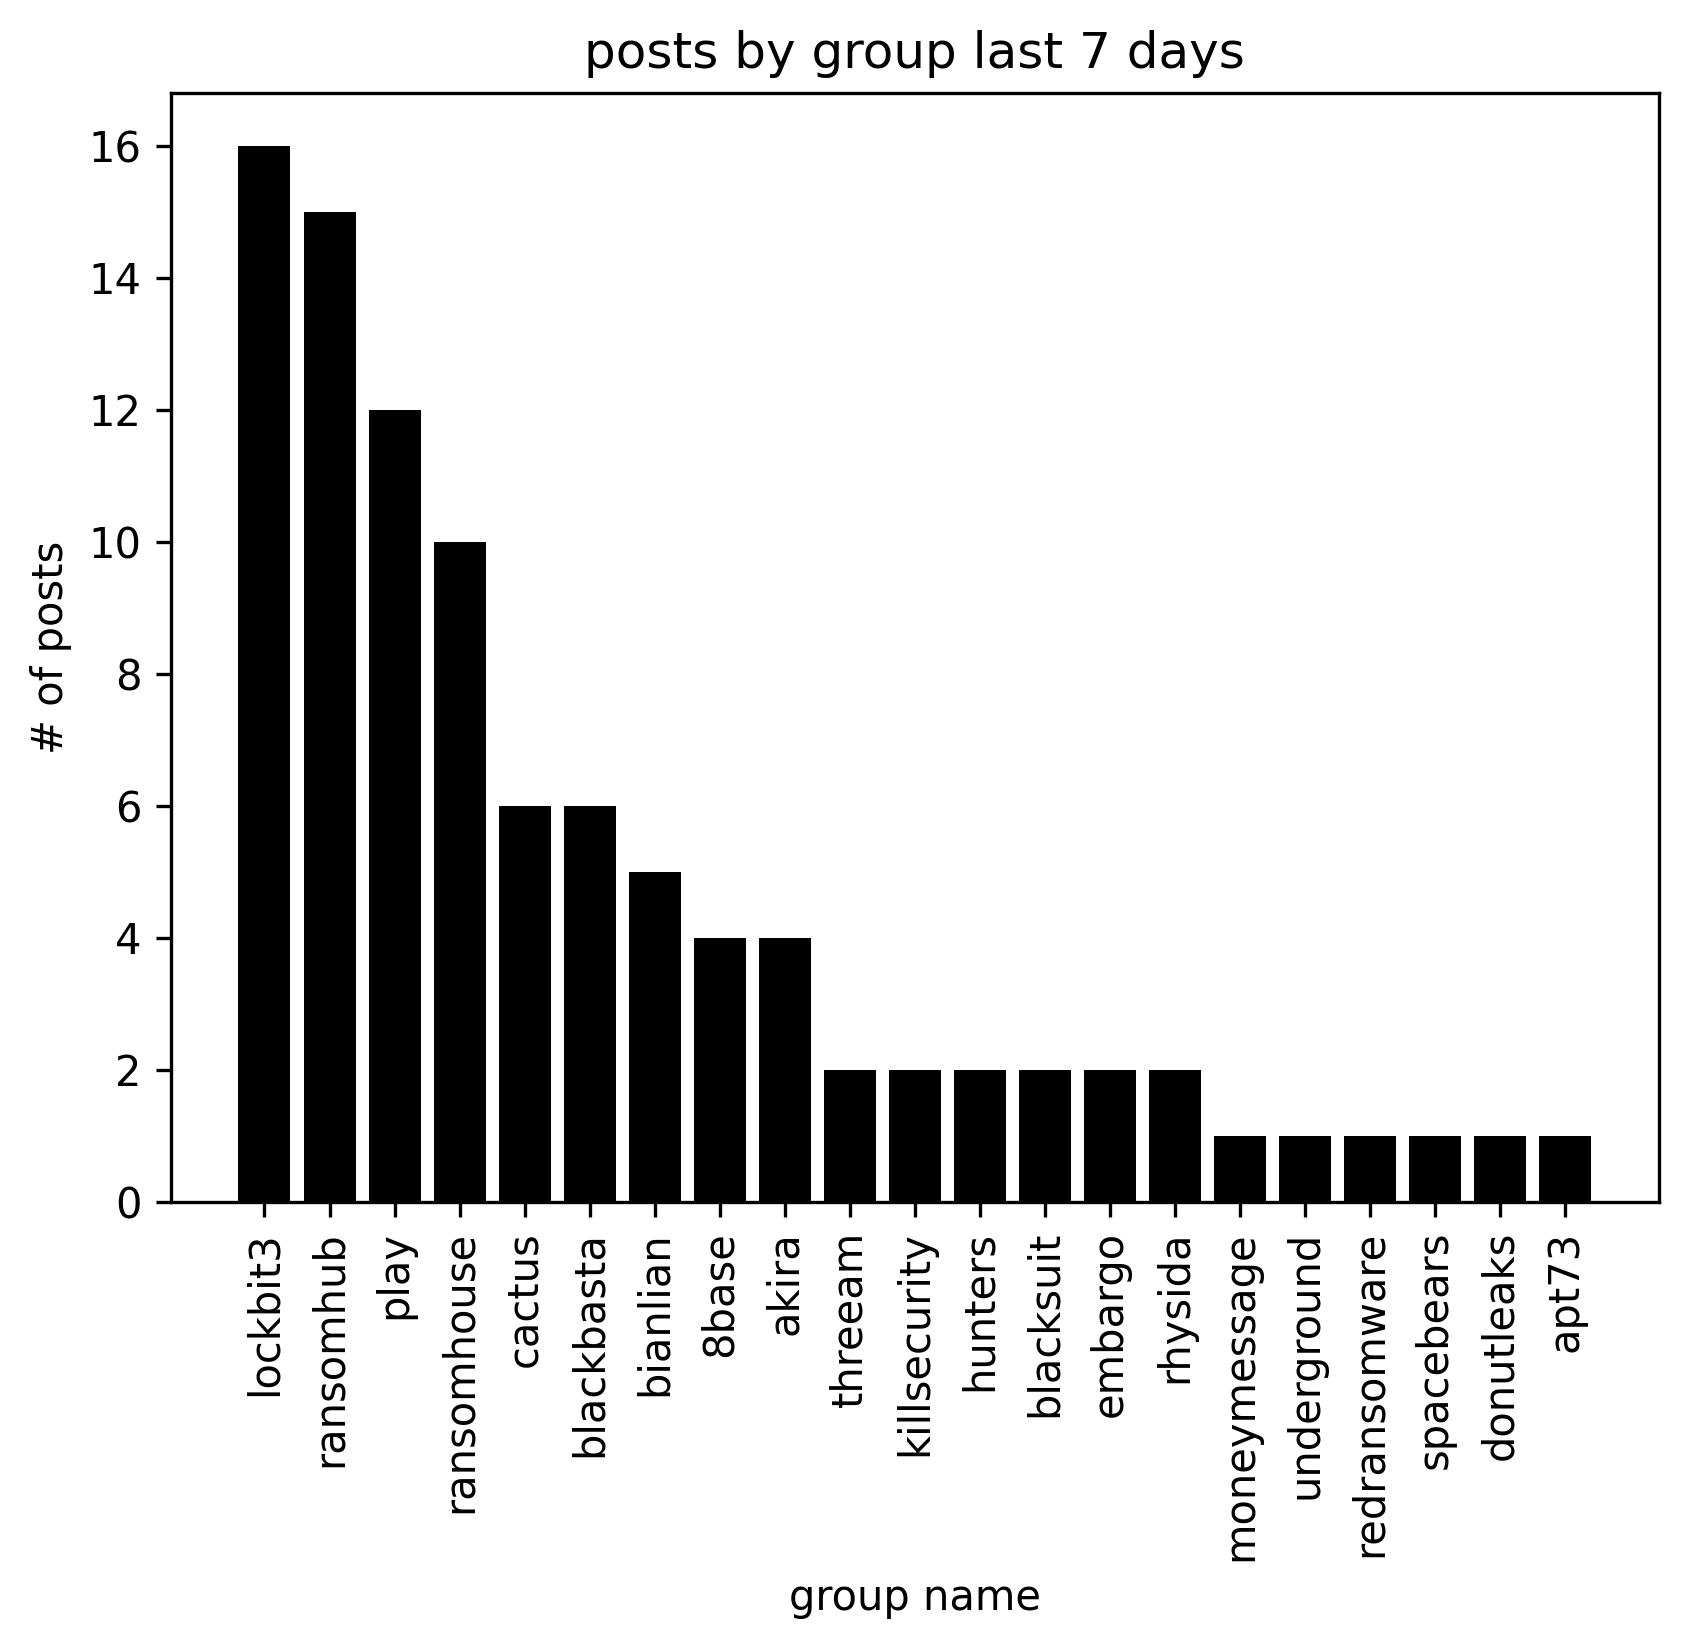 posts by group last 7 days
16
14
12
10
8
6
4
2
0
# of posts
lockbit3
ransomhub
play
ransomhouse
cactus
blackbasta
bianlian
8base
akira
threeam
killsecurity
hunters
blacksuit
embargo
rhysida
moneymessage
underground
redransomware
spacebears
donutleaks
apt73
group name